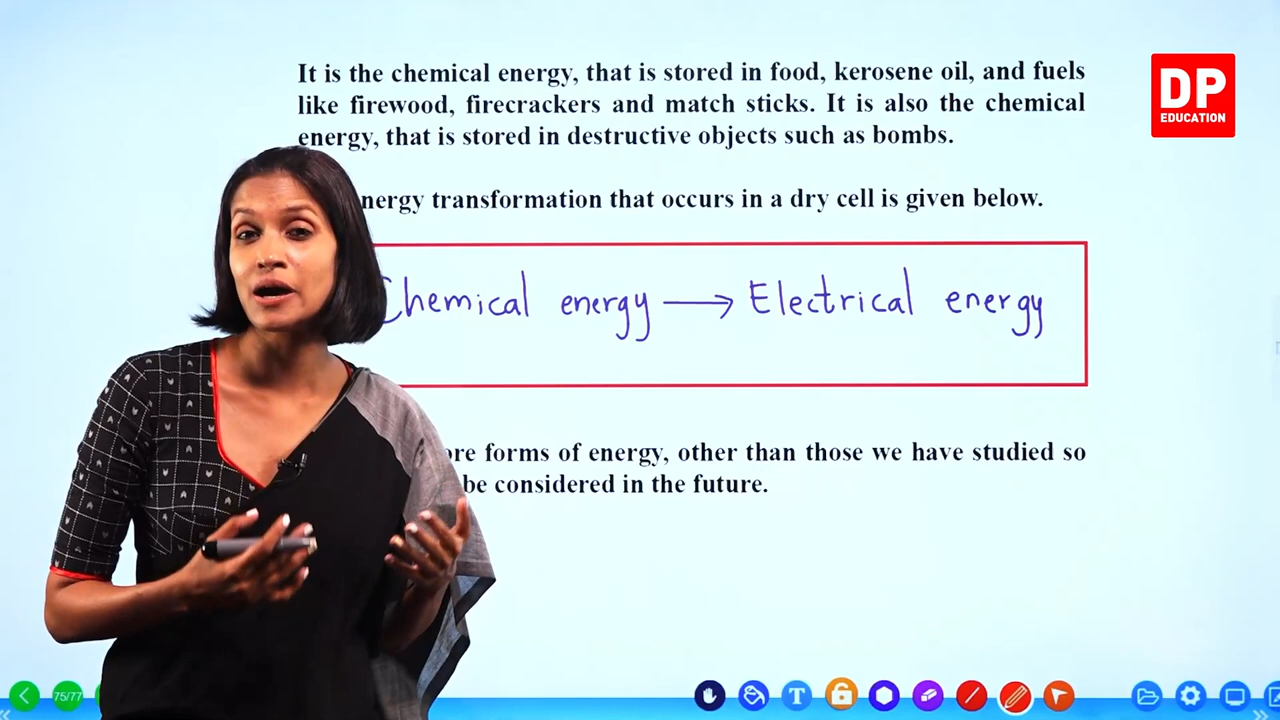 It is the chemical energy, that is stored in food, kerosene oil, and fuels
like firewood, firecrackers and match sticks. It is also the chemical
energy, that is stored in destructive objects such as bombs.
energy transformation that occurs in a dry cell is given below.
Chemical energy → Electrical energy
forms of energy, other than those we have studied so
be considered in the future.
DP
EDUCATION
75/77
T